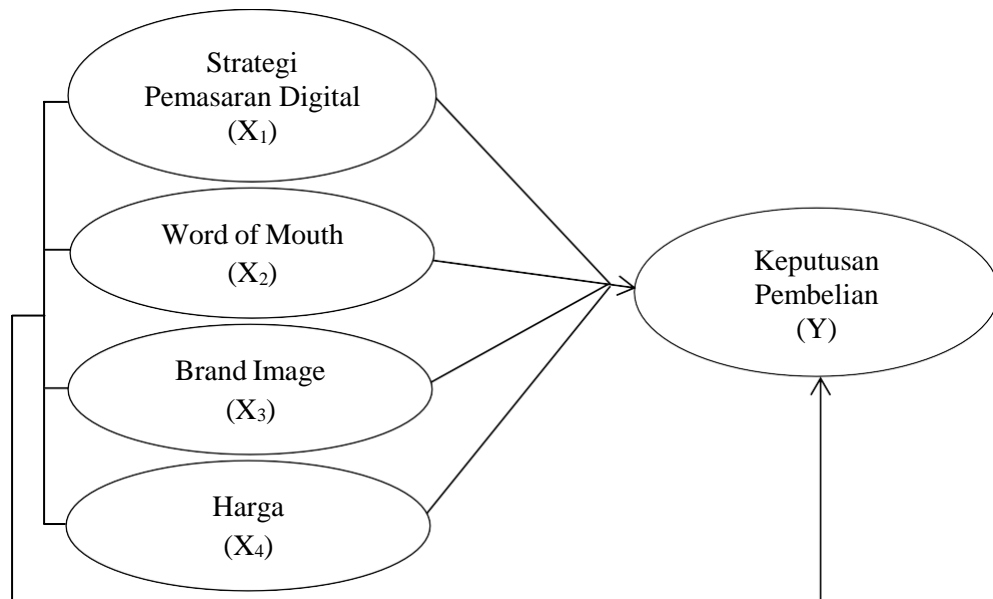 Strategi
Pemasaran Digital
(X₁)
Word of Mouth
(X₂)
Brand Image
(X₃)
Harga
(X₄)
Keputusan
Pembelian
(Y)